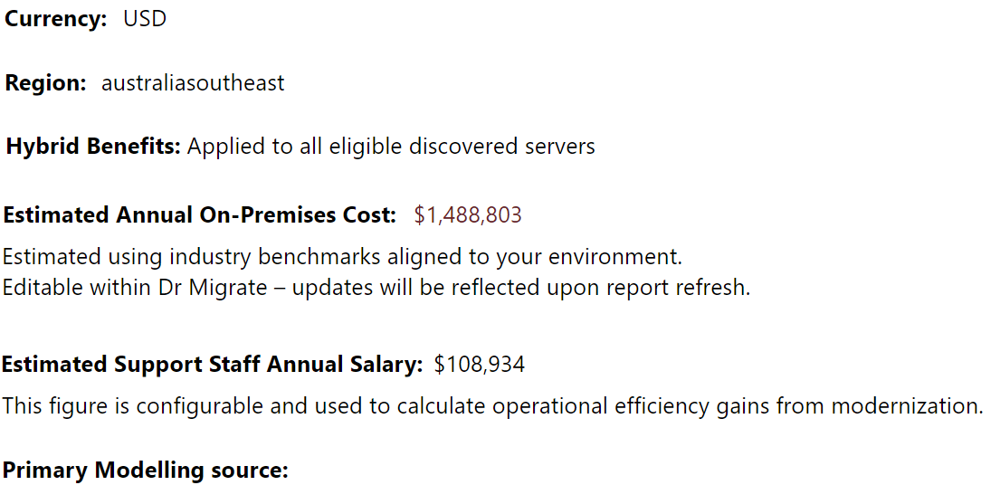 Currency: USD
Region: australiasoutheast
Hybrid Benefits: Applied to all eligible discovered servers
Estimated Annual On-Premises Cost: $1,488,803
Estimated using industry benchmarks aligned to your environment.
Editable within Dr Migrate – updates will be reflected upon report refresh.
Estimated Support Staff Annual Salary: $108,934
This figure is configurable and used to calculate operational efficiency gains from modernization.
Primary Modelling source: